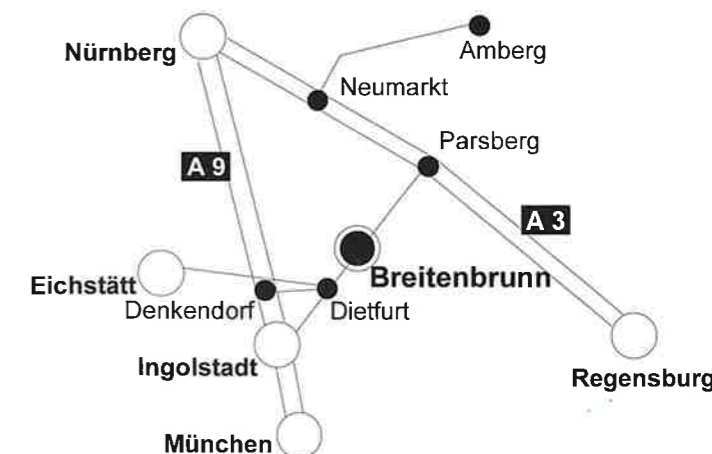 Nürnberg
Amberg
Neumarkt
Parsberg
A 9
A 3
Breitenbrunn
Eichstätt
Denkendorf
Dietfurt
Ingolstadt
Regensburg
München